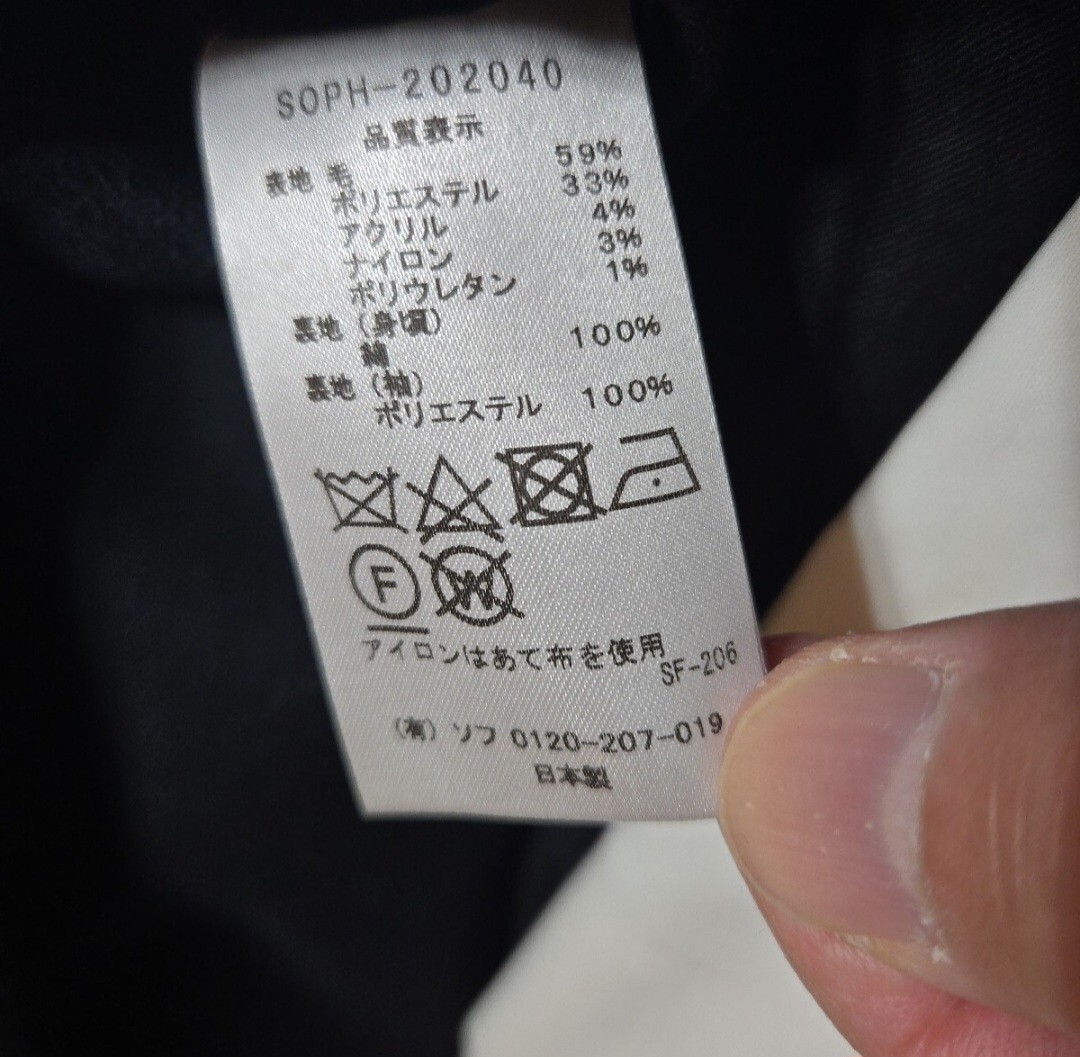 SOPH-202040
品質表示
表地 毛 59%
ポリエステル 33%
アクリル 4%
ナイロン 3%
ポリウレタン 1%
裏地 (身頃)
綿 100%
裏地 (袖)
ポリエステル 100%
F W
アイロンはあて布を使用
SF-206
(有) ソフ 0120-207-019
日本製